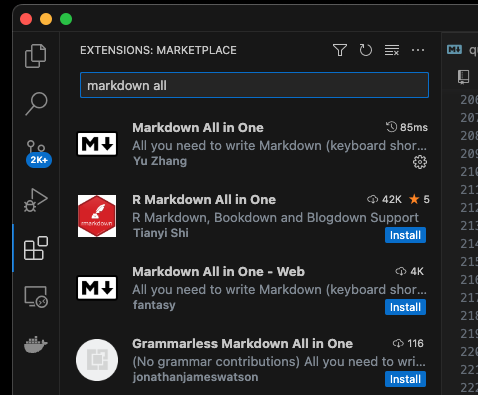 EXTENSIONS: MARKETPLACE
markdown all
Markdown All in One
85ms
All you need to write Markdown (keyboard shor...
Yu Zhang
R Markdown All in One
42K ★ 5
R Markdown, Bookdown and Blogdown Support
Tianyi Shi
Install
Markdown All in One - Web
4K
All you need to write Markdown (keyboard shor...
fantasy
Install
Grammarless Markdown All in One
116
(No grammar contributions) All you need to wri...
jonathanjameswatson
Install
2K+
M↓
rmarkdown
M↓
M↓
qu
206
207
208
209
210
211
212
213
214
215
216
217
218
219
220
221
222